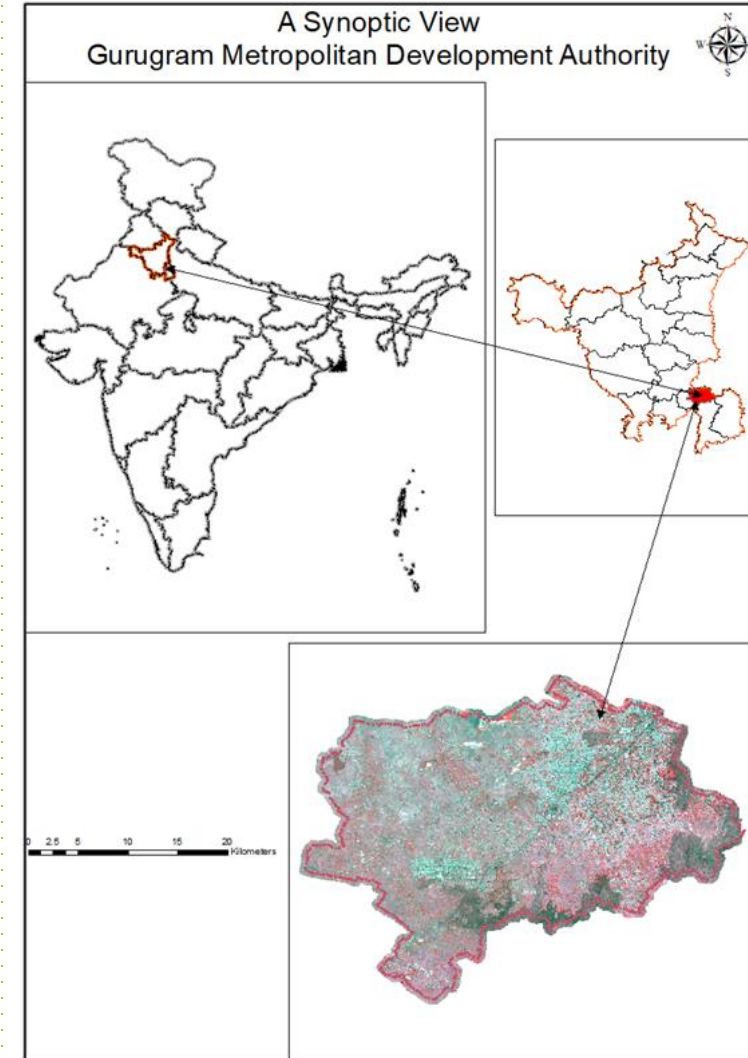 A Synoptic View
Gurugram Metropolitan Development Authority
N
W
S
0 2.5 5 10 15 20
Kilometers